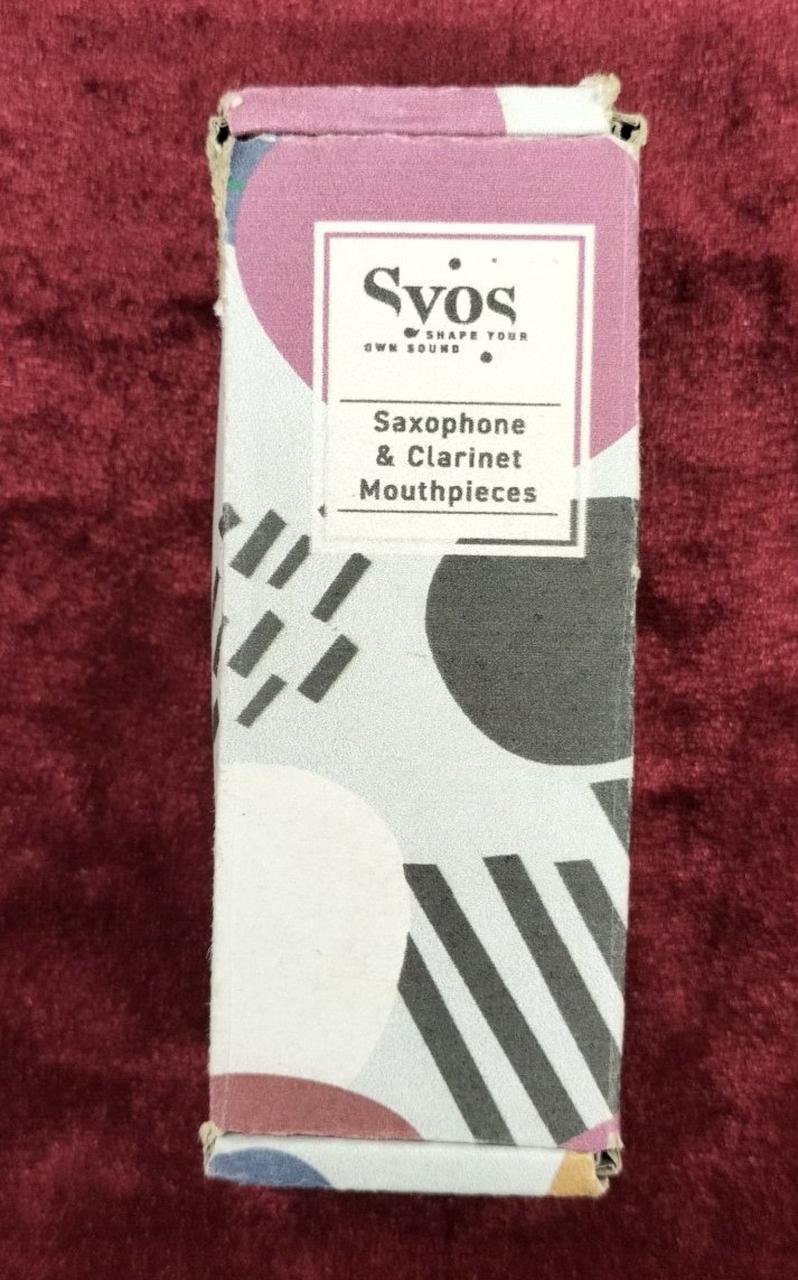 Syos
SHAPE YOUR
OWN SOUND
Saxophone
& Clarinet
Mouthpieces